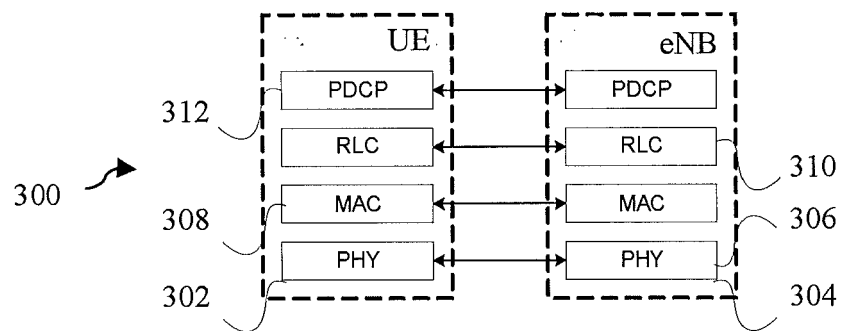 UE eNB
PDCP PDCP
312
RLC RLC
300 310
308 MAC MAC
306
PHY PHY
302 304